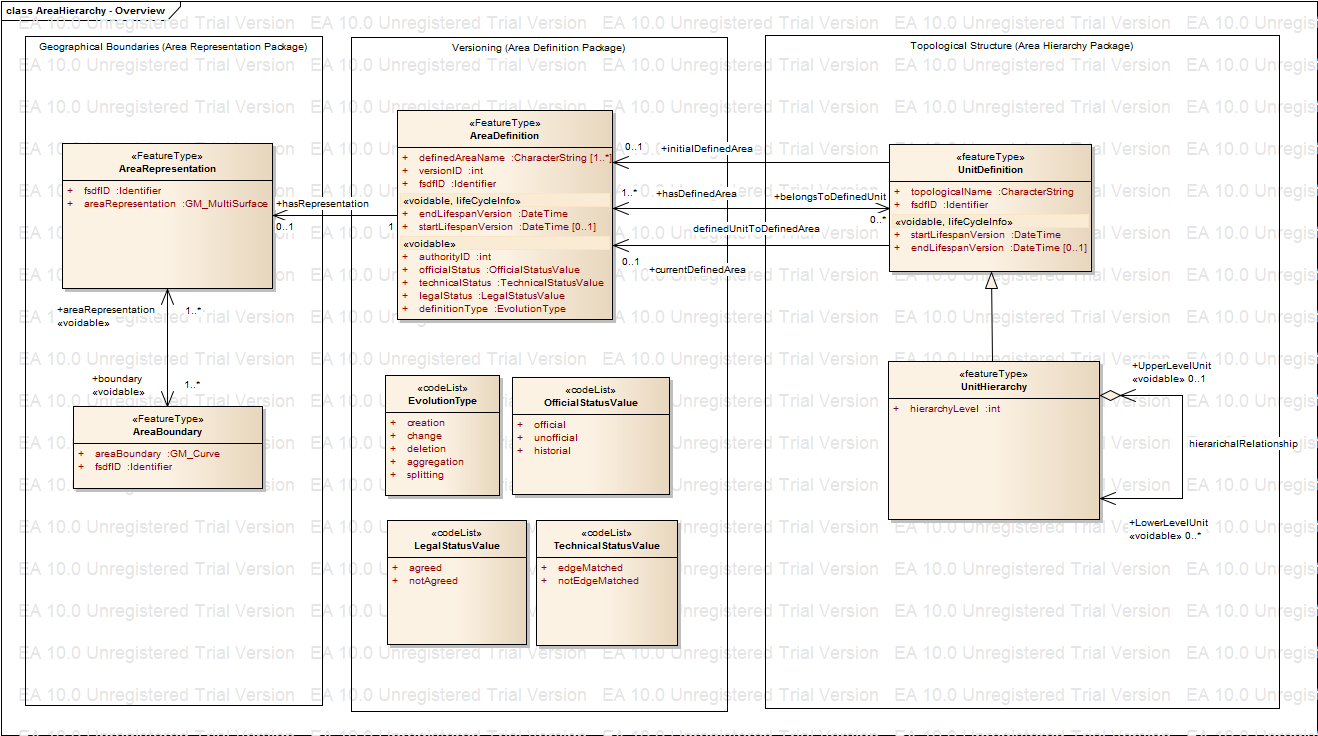 class AreaHierarchy - Overview
Geographical Boundaries (Area Representation Package)
«FeatureType»
AreaRepresentation
+ fsdfID :Identifier
+ areaRepresentation :GM_MultiSurface
+hasRepresentation
0..1
1
+areaRepresentation
«voidable»
1..*
+boundary
«voidable»
1..*
«FeatureType»
AreaBoundary
+ areaBoundary :GM_Curve
+ fsdfID :Identifier
Versioning (Area Definition Package)
«FeatureType»
AreaDefinition
+ definedAreaName :CharacterString [1..*]
+ versionID :int
+ fsdfID :Identifier
«voidable, lifeCycleInfo»
+ endLifespanVersion :DateTime
+ startLifespanVersion :DateTime [0..1]
«voidable»
+ authorityID :int
+ officialStatus :OfficialStatusValue
+ technicalStatus :TechnicalStatusValue
+ legalStatus :LegalStatusValue
+ definitionType :EvolutionType
«codeList»
EvolutionType
+ creation
+ change
+ deletion
+ aggregation
+ splitting
«codeList»
OfficialStatusValue
+ official
+ unofficial
+ historial
«codeList»
LegalStatusValue
+ agreed
+ notAgreed
«codeList»
TechnicalStatusValue
+ edgeMatched
+ notEdgeMatched
0..1
+initialDefinedArea
1..*
+hasDefinedArea
+belongsToDefinedUnit
0..*
definedUnitToDefinedArea
0..1
+currentDefinedArea
Topological Structure (Area Hierarchy Package)
«featureType»
UnitDefinition
+ topologicalName :CharacterString
+ fsdfID :Identifier
«voidable, lifeCycleInfo»
+ startLifespanVersion :DateTime
+ endLifespanVersion :DateTime [0..1]
«featureType»
UnitHierarchy
+ hierarchyLevel :int
+UpperLevelUnit
«voidable» 0..1
hierarichalRelationship
+LowerLevelUnit
«voidable» 0..*
EA 10.0 Unregistered Trial Version